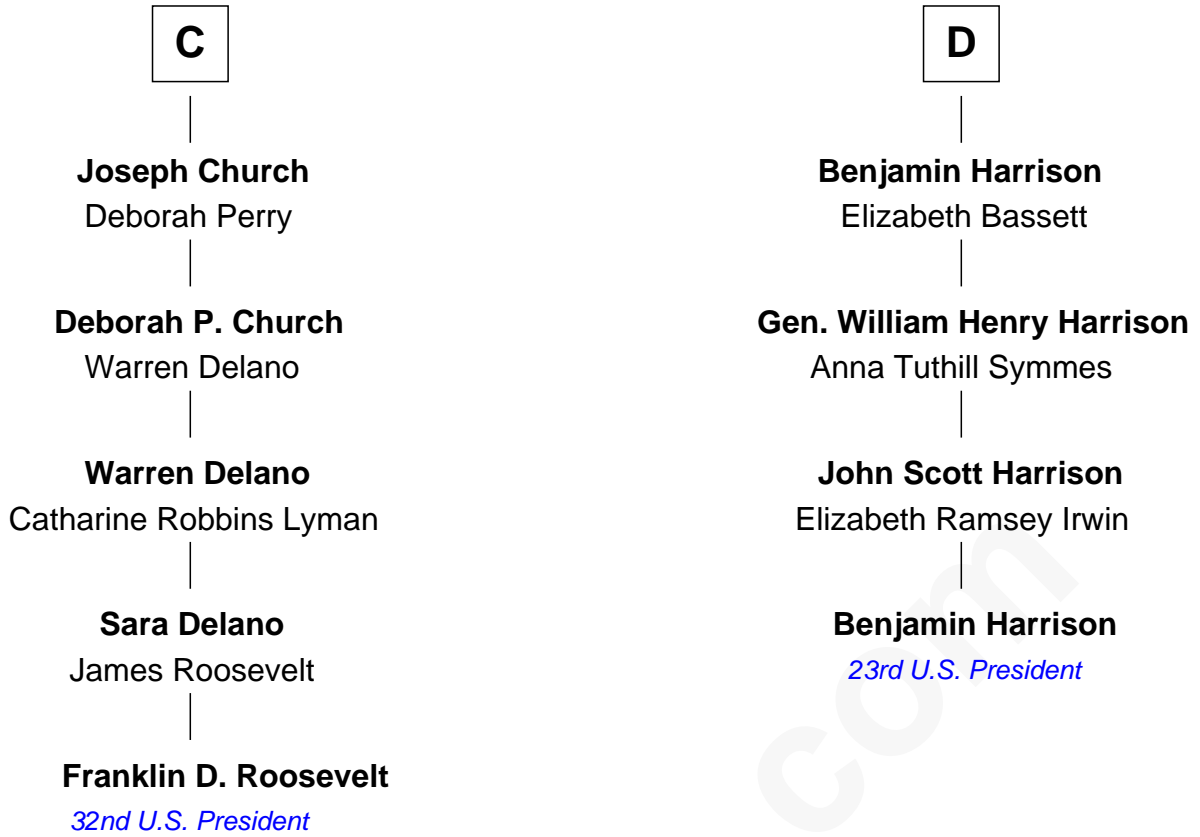 C
Joseph Church
Deborah Perry
Deborah P. Church
Warren Delano
Warren Delano
Catharine Robbins Lyman
Sara Delano
James Roosevelt
Franklin D. Roosevelt
32nd U.S. President
D
Benjamin Harrison
Elizabeth Bassett
Gen. William Henry Harrison
Anna Tuthill Symmes
John Scott Harrison
Elizabeth Ramsey Irwin
Benjamin Harrison
23rd U.S. President
com